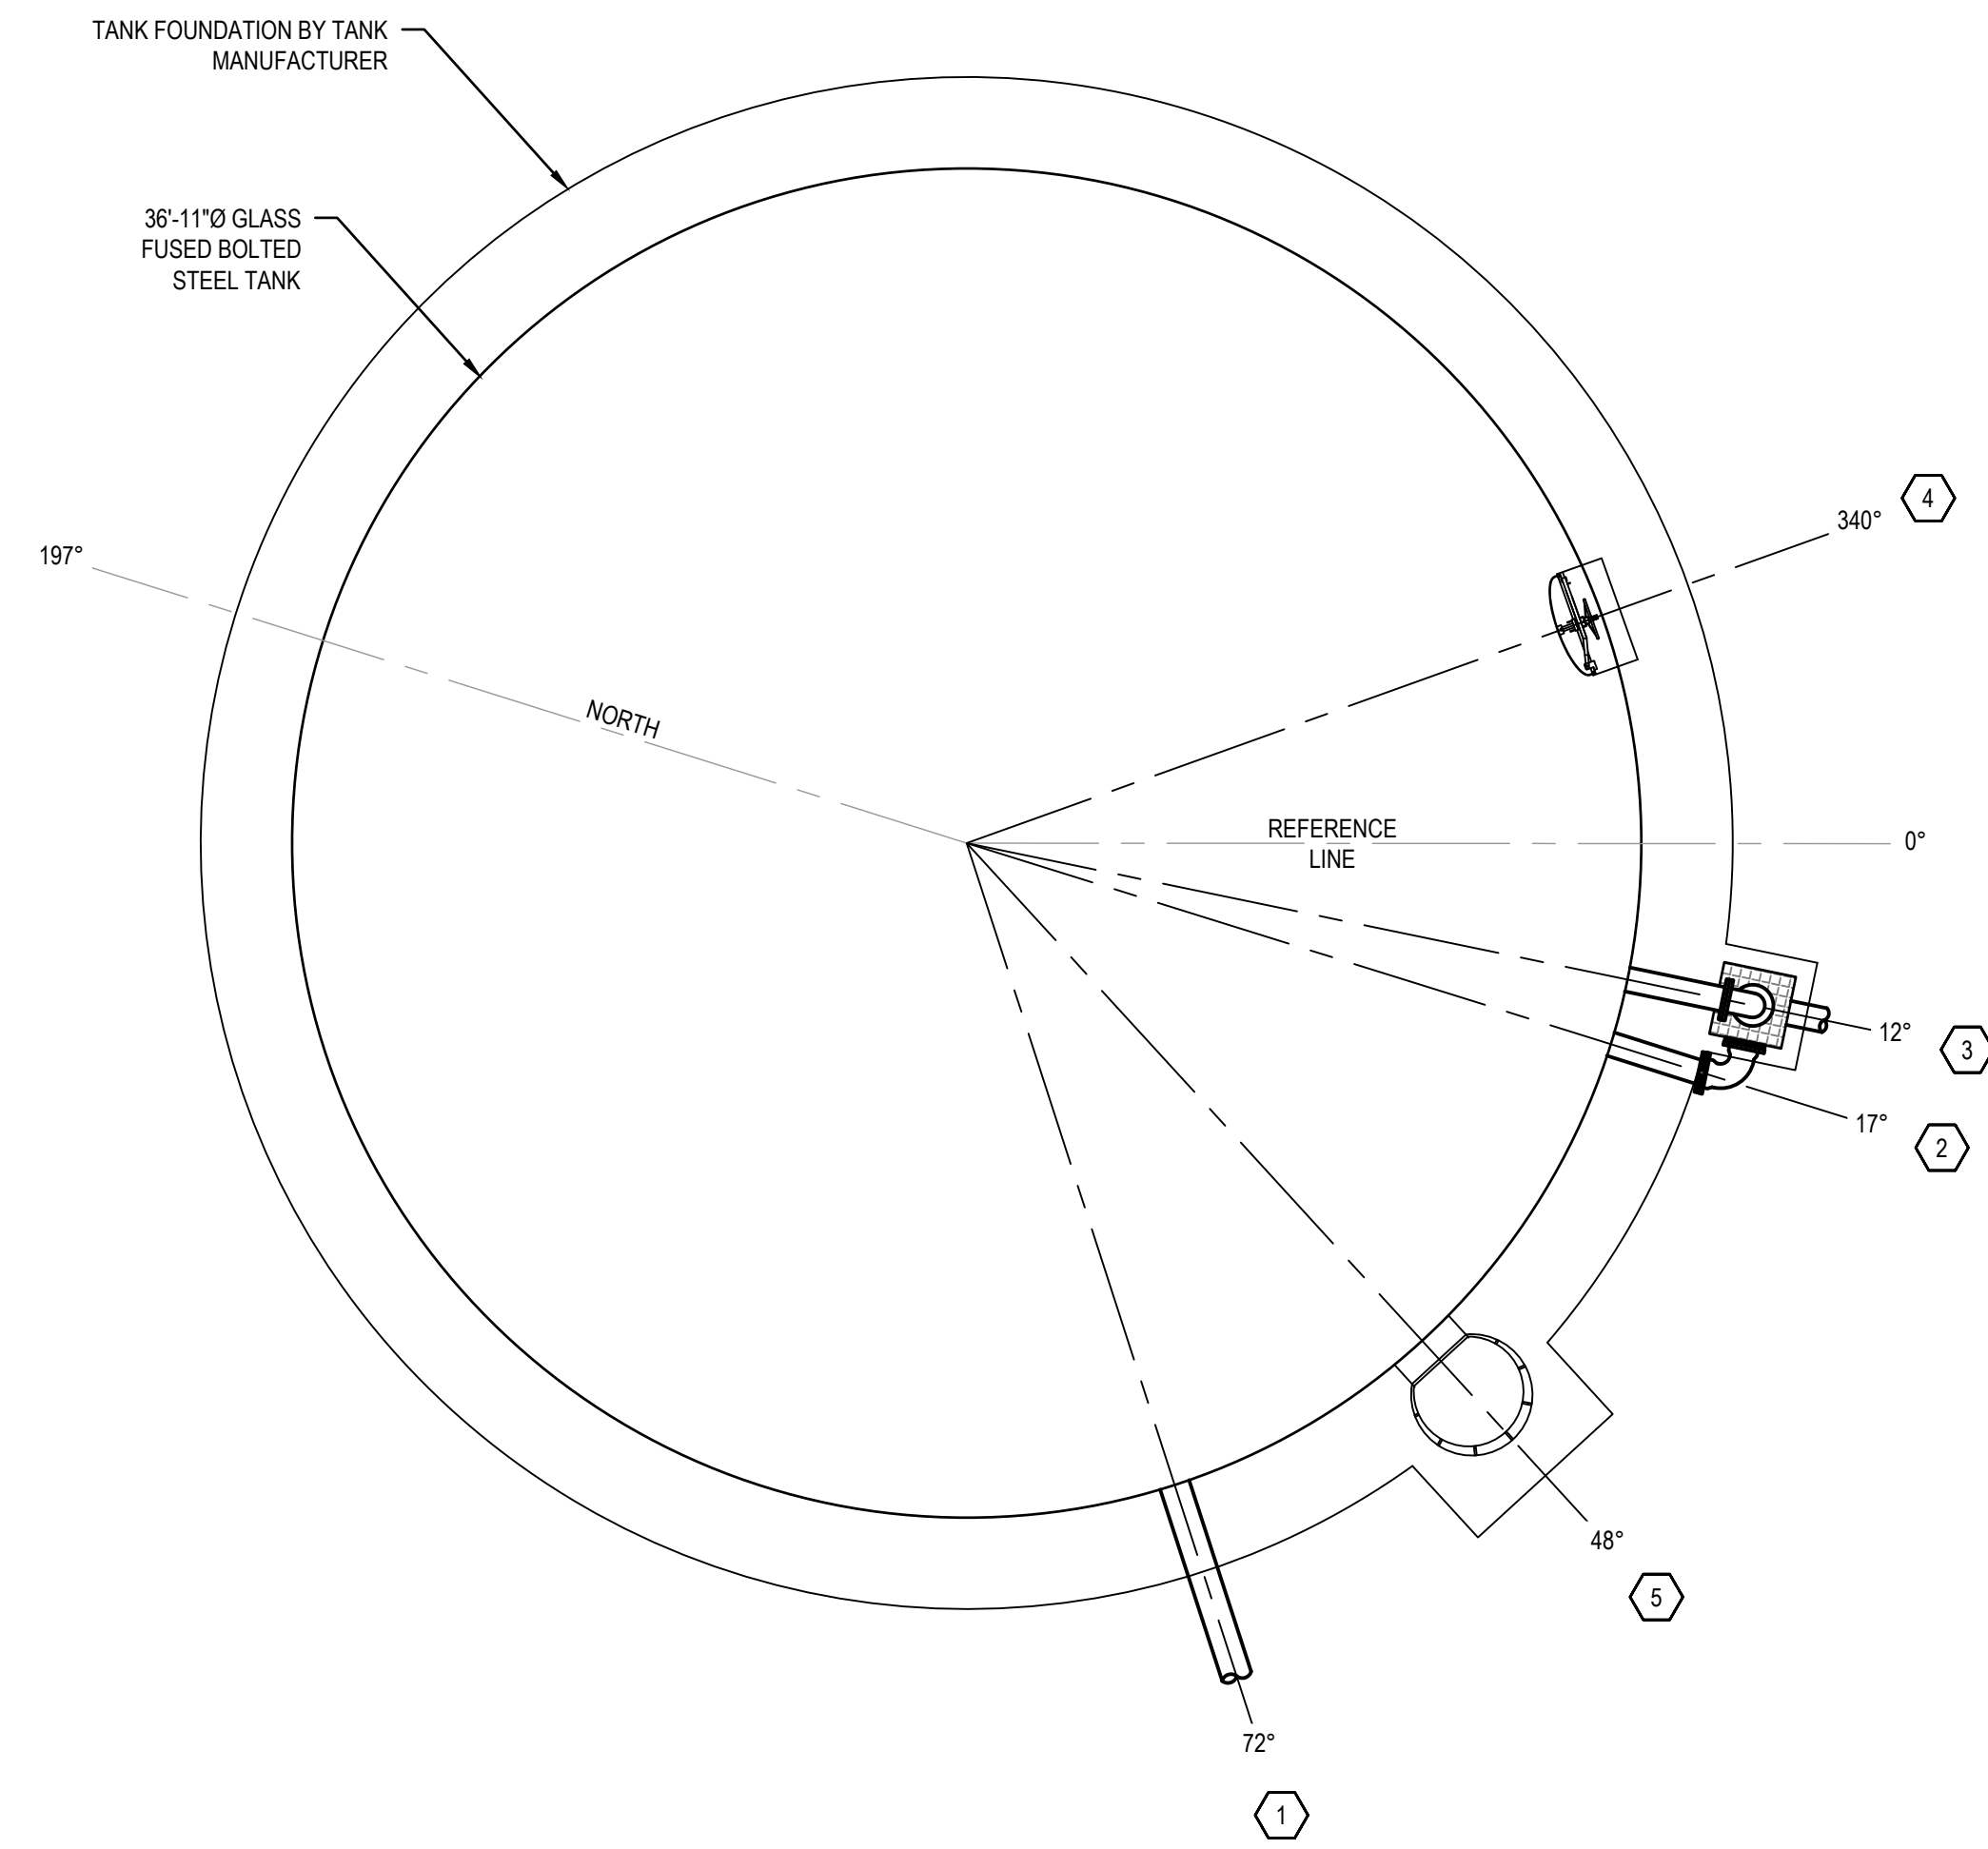 TANK FOUNDATION BY TANK
MANUFACTURER
36'-11"Ø GLASS
FUSED BOLTED
STEEL TANK
4
340°
197°
NORTH
REFERENCE
LINE
0°
12°
3
17°
2
48°
5
72°
1